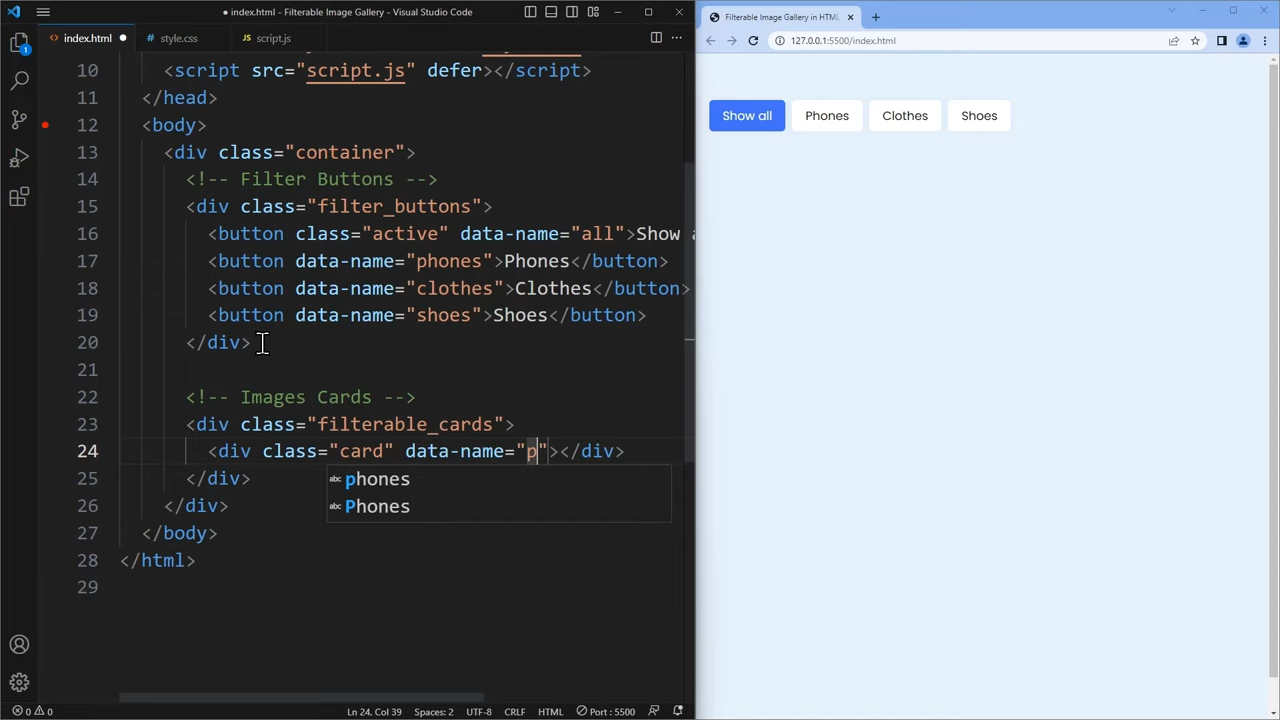 index.html - Filterable Image Gallery - Visual Studio Code
index.html
style.css
JS script.js
10 <script src="script.js" defer></script>
11 </head>
12 <body>
13 <div class="container">
14 <!-- Filter Buttons -->
15 <div class="filter_buttons">
16 <button class="active" data-name="all">Show a
17 <button data-name="phones">Phones</button>
18 <button data-name="clothes">Clothes</button>
19 <button data-name="shoes">Shoes</button>
20 </div>
21
22 <!-- Images Cards -->
23 <div class="filterable_cards">
24 <div class="card" data-name="p"></div>
abc phones
abc Phones
25 </div>
26 </div>
27 </body>
28 </html>
29
1
0 0
Ln 24, Col 39
Spaces: 2
UTF-8
CRLF
HTML
Port : 5500
Filterable Image Gallery in HTML
127.0.0.1:5500/index.html
Show all
Phones
Clothes
Shoes